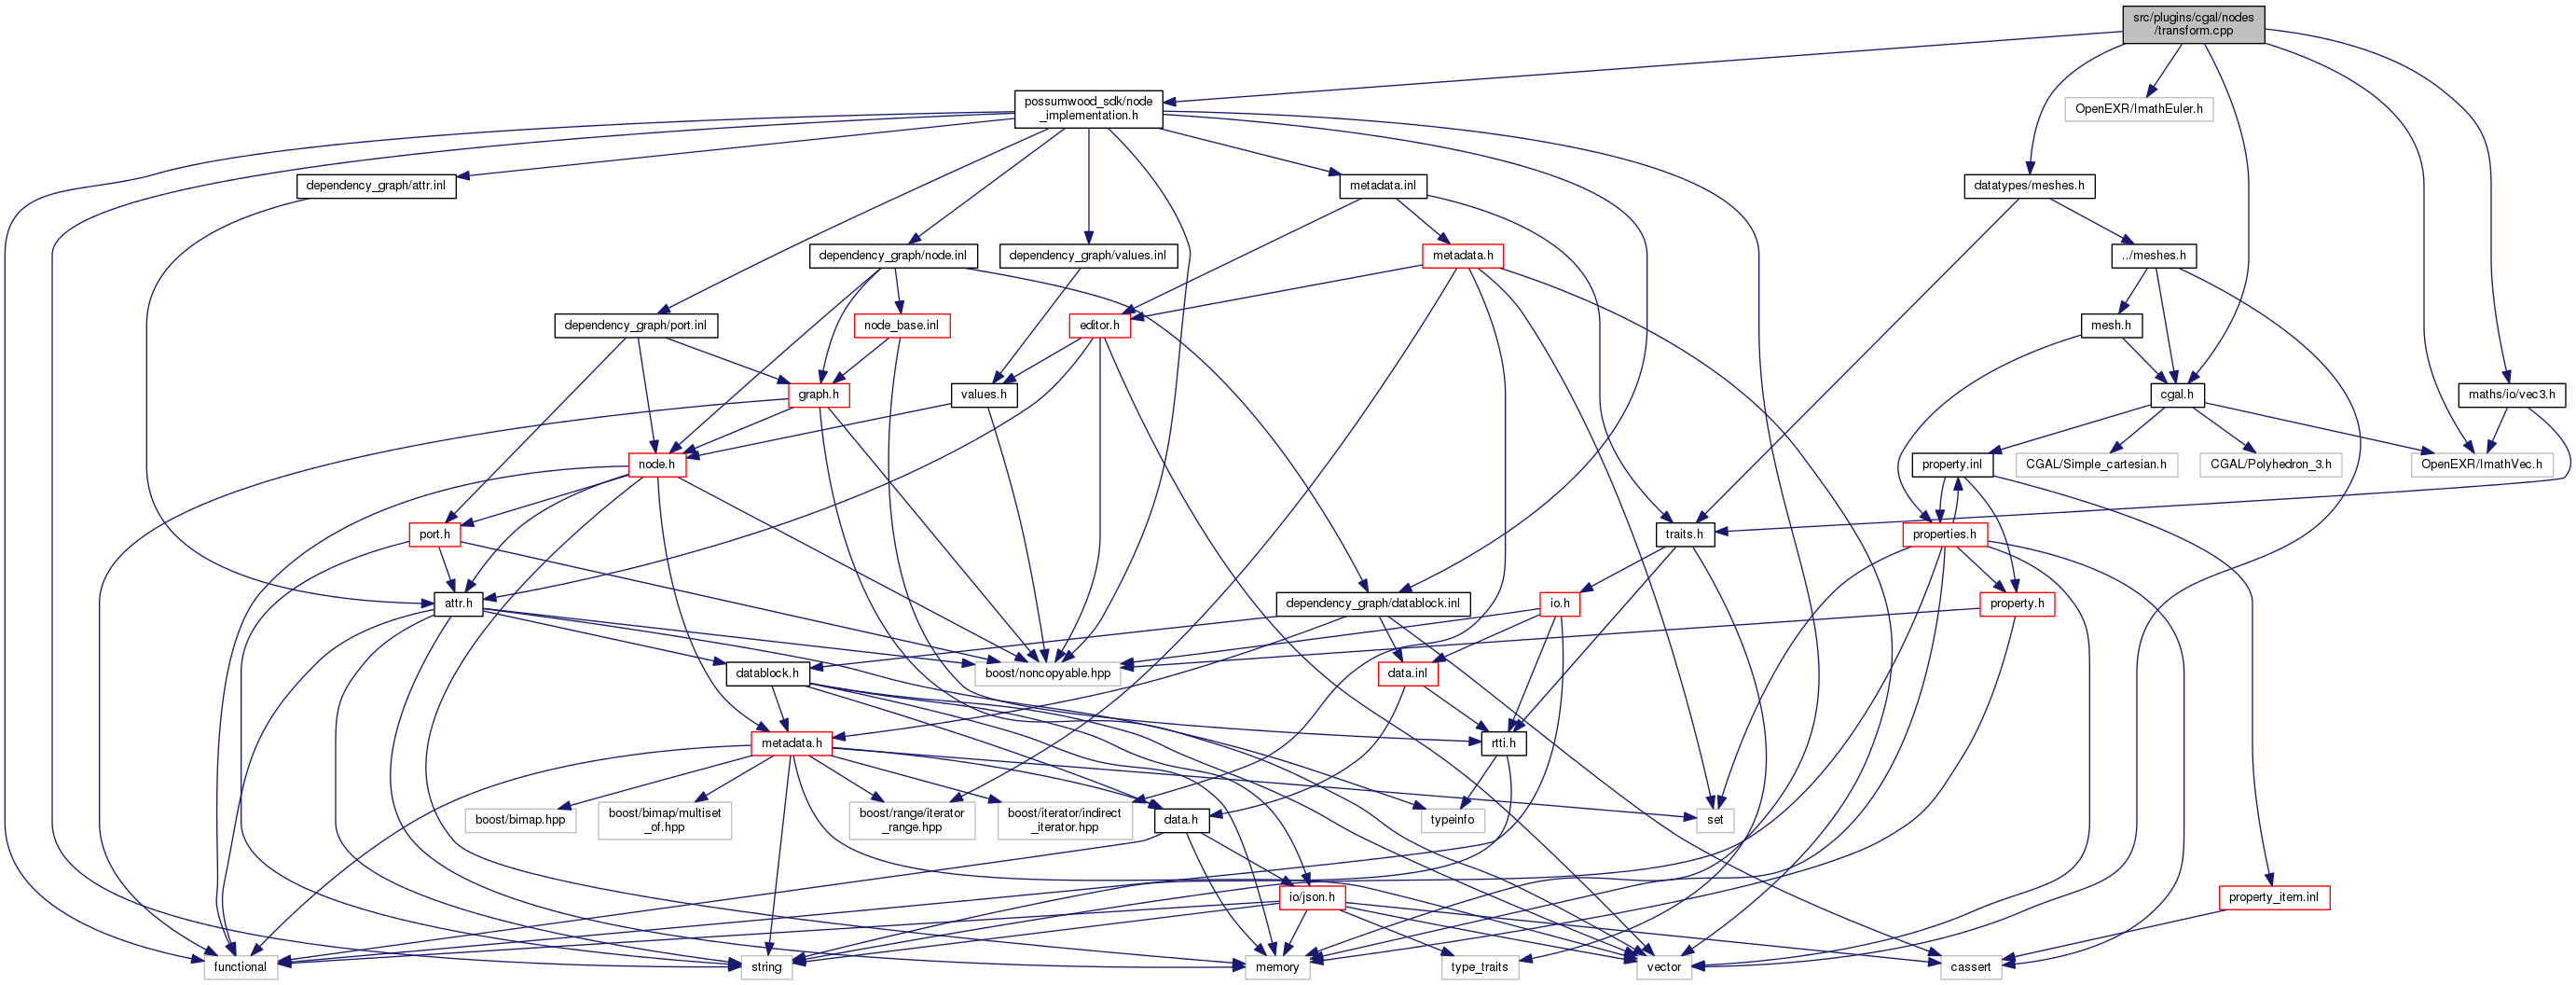 src/plugins/cgal/nodes
/transform.cpp
possumwood_sdk/node
_implementation.h
OpenEXR/ImathEuler.h
dependency_graph/attr.inl
metadata.inl
datatypes/meshes.h
dependency_graph/node.inl
dependency_graph/values.inl
metadata.h
../meshes.h
dependency_graph/port.inl
node_base.inl
editor.h
mesh.h
graph.h
values.h
cgal.h
maths/io/vec3.h
node.h
property.inl
CGAL/Simple_cartesian.h
CGAL/Polyhedron_3.h
OpenEXR/ImathVec.h
port.h
traits.h
properties.h
attr.h
dependency_graph/datablock.inl
io.h
property.h
datablock.h
boost/noncopyable.hpp
data.inl
metadata.h
rtti.h
boost/bimap.hpp
boost/bimap/multiset
_of.hpp
boost/range/iterator
_range.hpp
boost/iterator/indirect
_iterator.hpp
data.h
typeinfo
set
io/json.h
property_item.inl
functional
string
memory
type_traits
vector
cassert